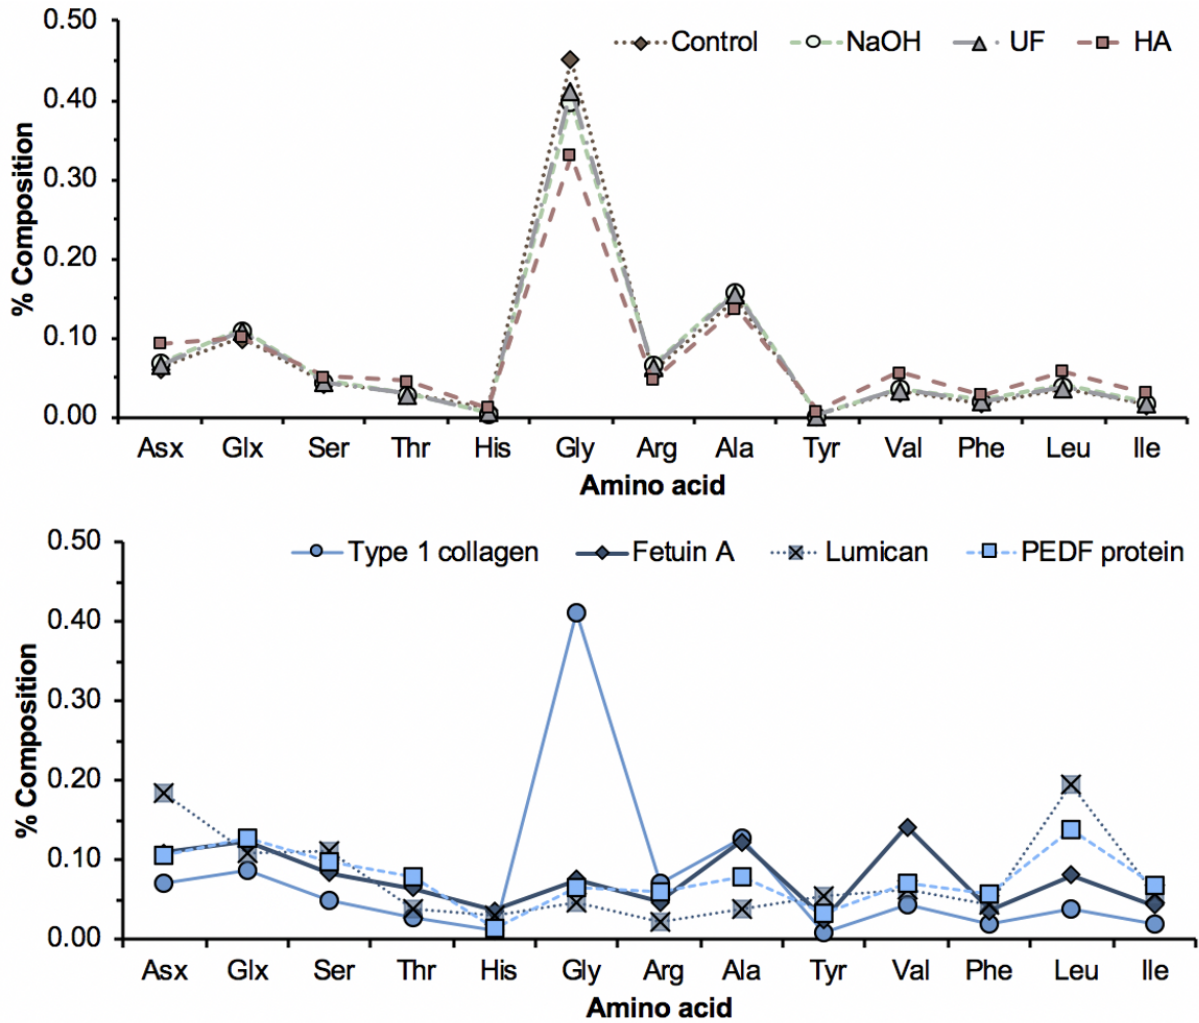 0.50
Control NaOH UF HA
0.40
0.30
0.20
0.10
0.00
% Composition
Asx Glx Ser Thr His Gly Arg Ala Tyr Val Phe Leu Ile
Amino acid
0.50
Type 1 collagen Fetuin A Lumican PEDF protein
0.40
0.30
0.20
0.10
0.00
% Composition
Asx Glx Ser Thr His Gly Arg Ala Tyr Val Phe Leu Ile
Amino acid